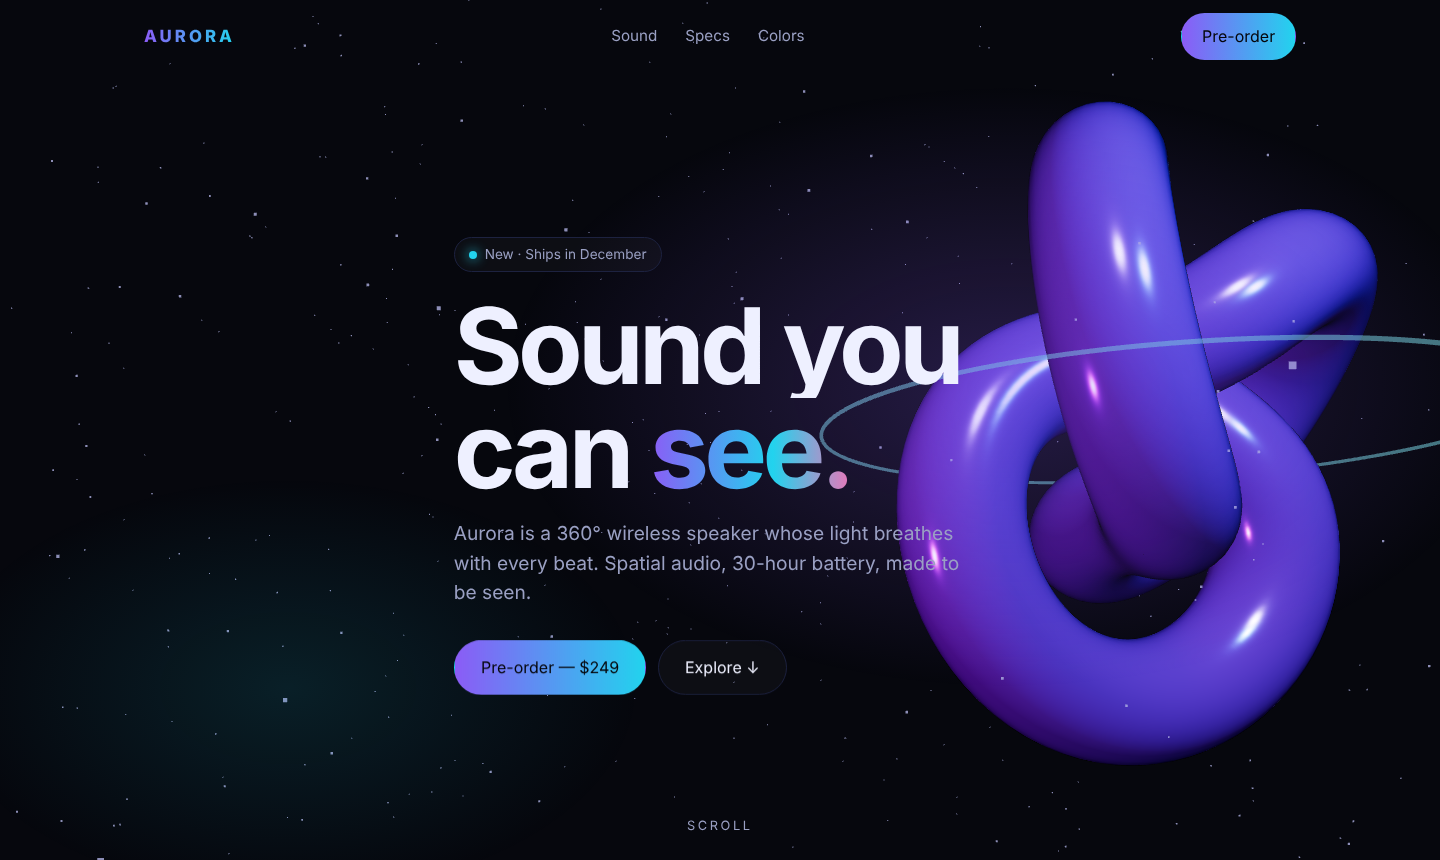 AURORA
Sound Specs Colors
Pre-order
New · Ships in December
Sound you
can see.
Aurora is a 360° wireless speaker whose light breathes
with every beat. Spatial audio, 30-hour battery, made to
be seen.
Pre-order — $249
Explore ↓
SCROLL